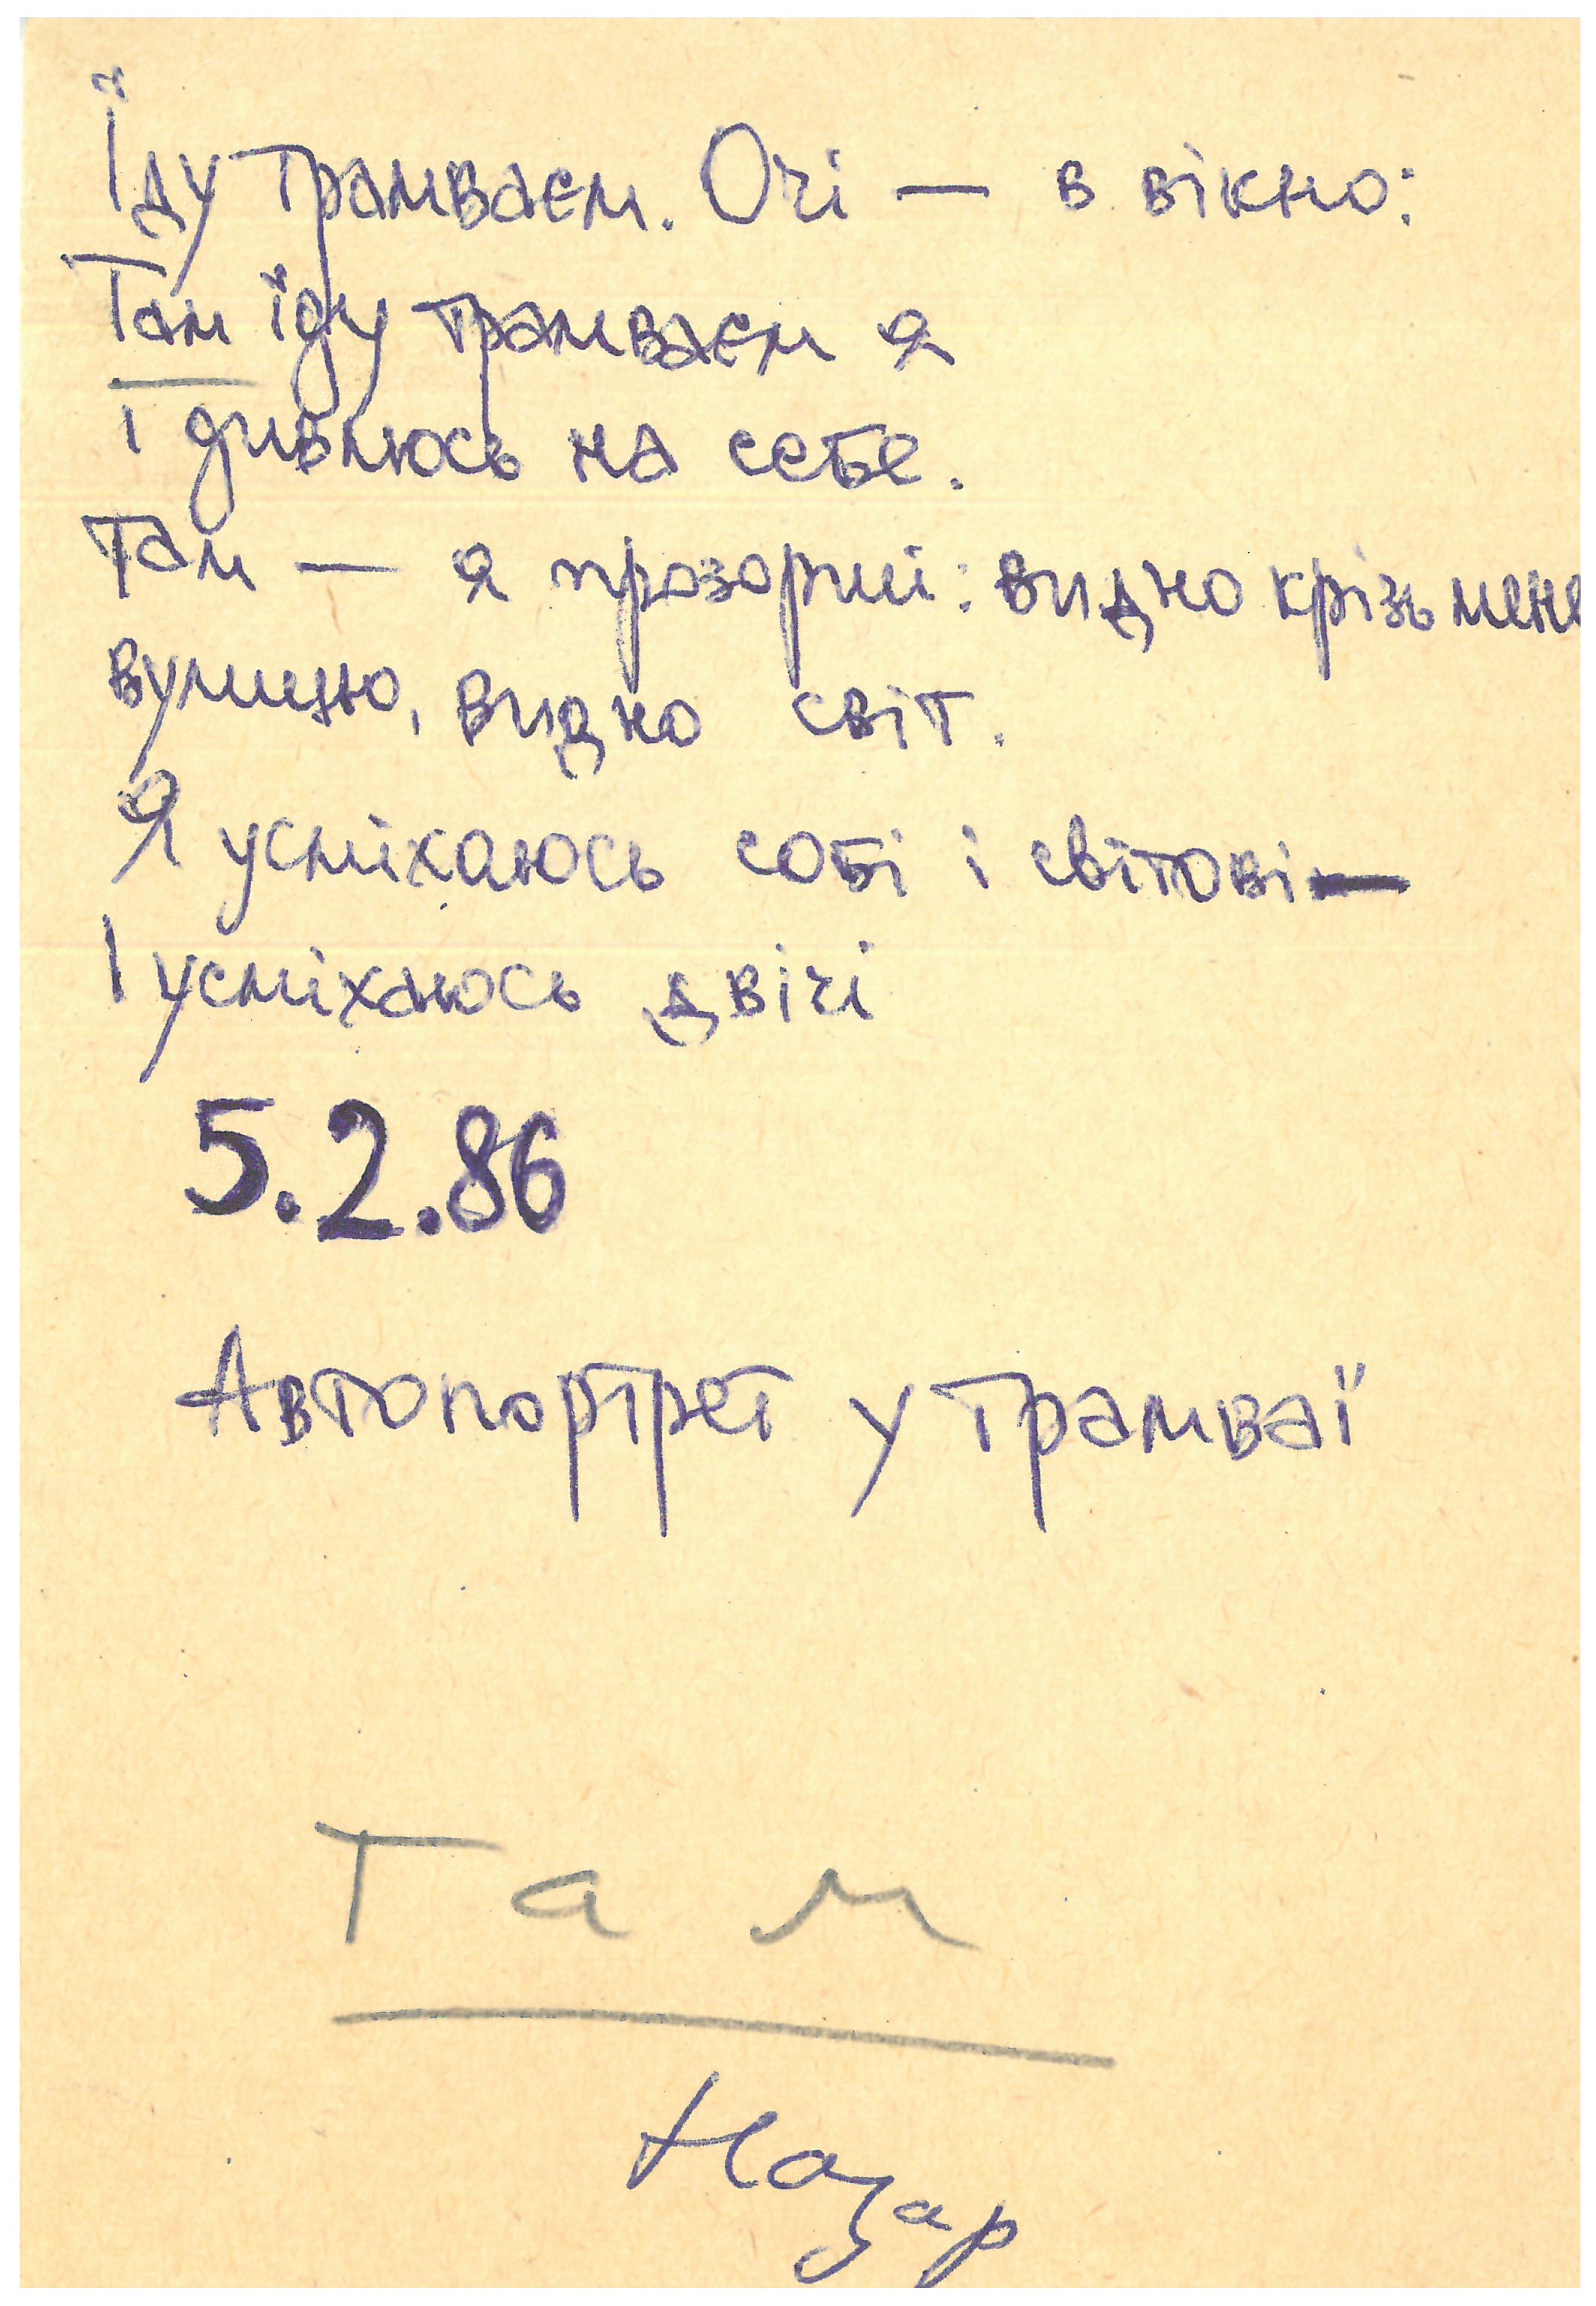 Їду трамваєм. Очі — в вікно:
Там їду трамваєм я
І дивлюсь на себе.
Там — я прозорий: видно крізь мене
вулицю, видно світ.
Я усміхаюсь собі і світові —
І усміхаюсь двічі
5.2.86
Автопортрет у трамваї
Там
Назар